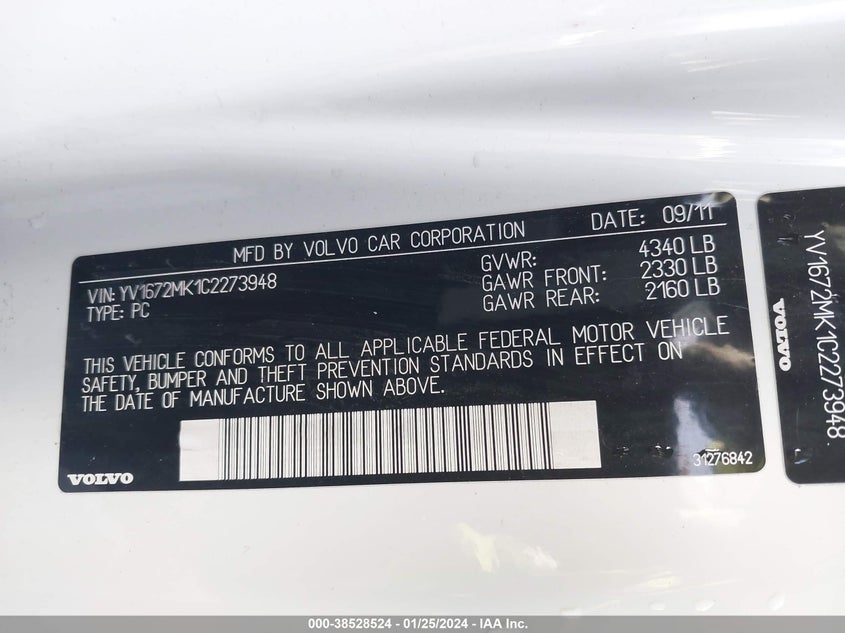 MFD BY VOLVO CAR CORPORATION DATE: 09/11
VIN: YV1672MK1C2273948
TYPE: PC
GVWR: 4340 LB
GAWR FRONT: 2330 LB
GAWR REAR: 2160 LB
THIS VEHICLE CONFORMS TO ALL APPLICABLE FEDERAL MOTOR VEHICLE
SAFETY, BUMPER AND THEFT PREVENTION STANDARDS IN EFFECT ON
THE DATE OF MANUFACTURE SHOWN ABOVE.
VOLVO
31276842
YV1672MK1C2273948
VOLVO
000-38528524 - 01/25/2024 - IAA Inc.